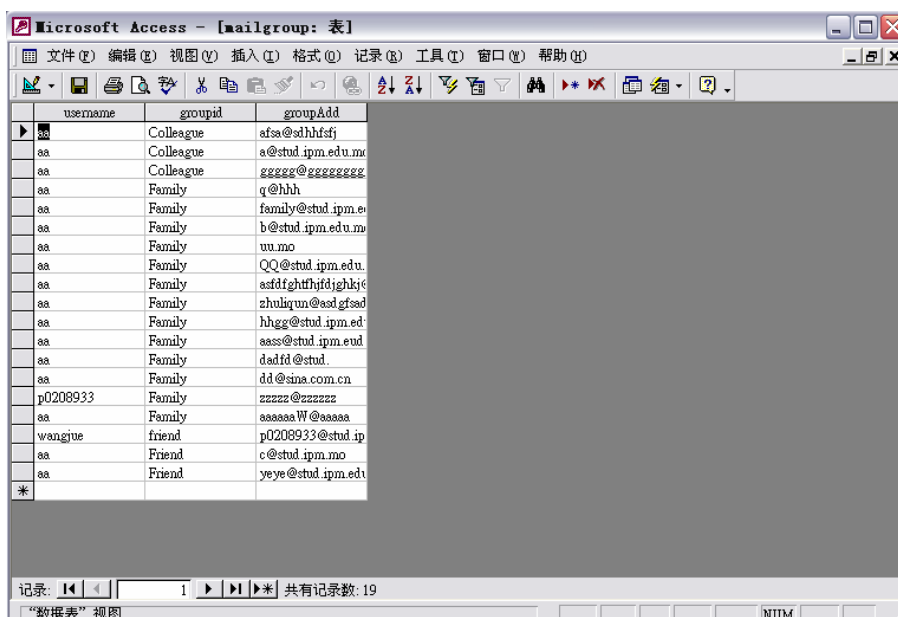 Microsoft Access - [mailgroup: 表]
文件(F) 编辑(E) 视图(V) 插入(I) 格式(O) 记录(R) 工具(T) 窗口(W) 帮助(H)
username groupid groupAdd
aa Colleague afsa@sdhhfsfj
aa Colleague a@stud.ipm.edu.mo
aa Colleague ggggg@ggggggggg
aa Family q@hhh
aa Family family@stud.ipm.e
aa Family b@stud.ipm.edu.m
aa Family uu.mo
aa Family QQ@stud.ipm.edu.
aa Family asfdfghtfhjfdjghkj@
aa Family zhuliqun@asdgfsad
aa Family hhgg@stud.ipm.ed
aa Family aass@stud.ipm.eud
aa Family dadfd@stud.
aa Family dd@sina.com.cn
p0208933 Family zzzzz@zzzzzz
aa Family aaaaaaW@aaaaa
wangjue friend p0208933@stud.ip
aa Friend c@stud.ipm.mo
aa Friend yeye@stud.ipm.edu
记录: 1 共有记录数: 19
“数据表”视图 NUM